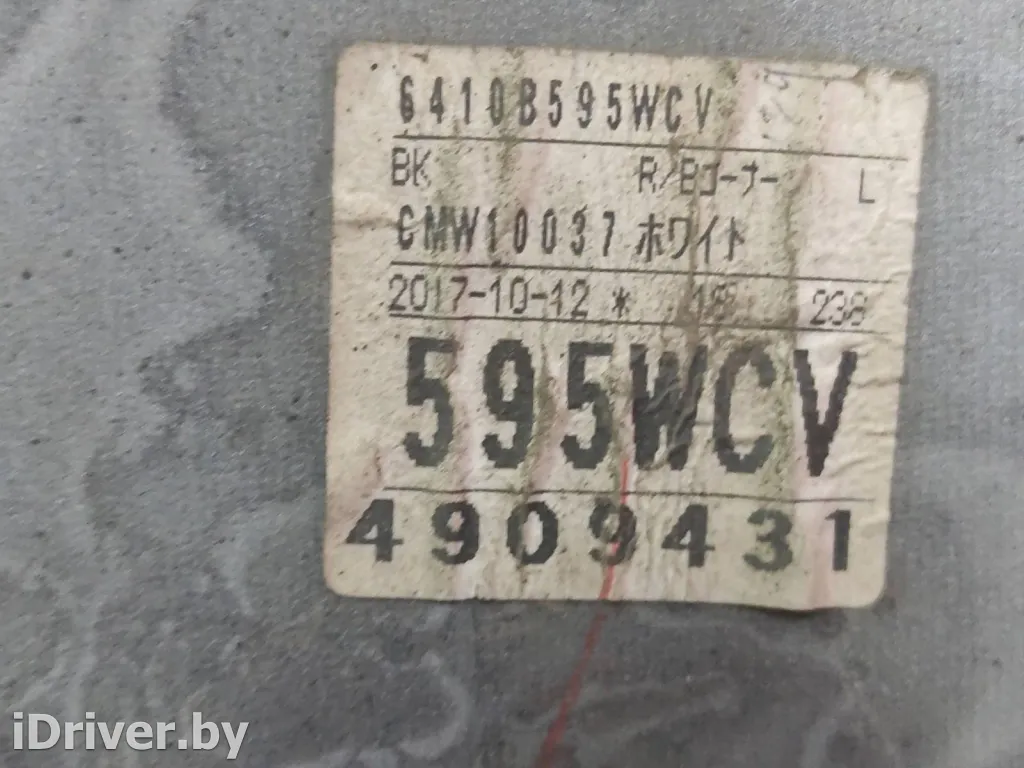 6410B595WCV
BK R/Bコーナー L
CMW10037 ホワイト
2017-10-12 * 18 238
595WCV
4909431
iDriver.by